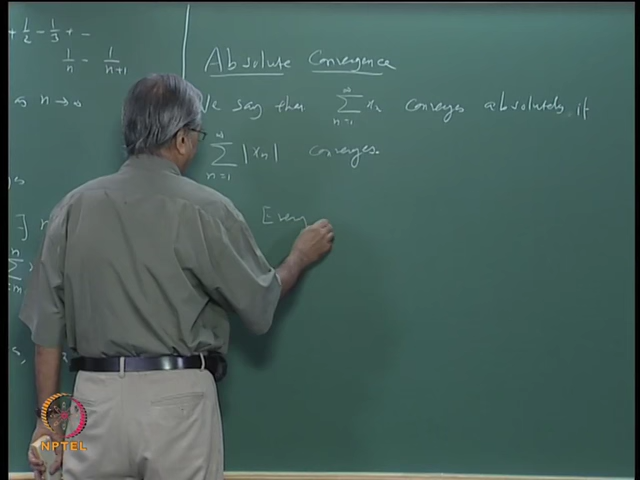 + 1/2 - 1/3 + -
1/n - 1/n+1
as n → ∞
Absolute Convergence
We say that ∑_{n=1}^∞ x_n converges absolutely if
∑_{n=1}^∞ |x_n| converges.
Every
NPTEL